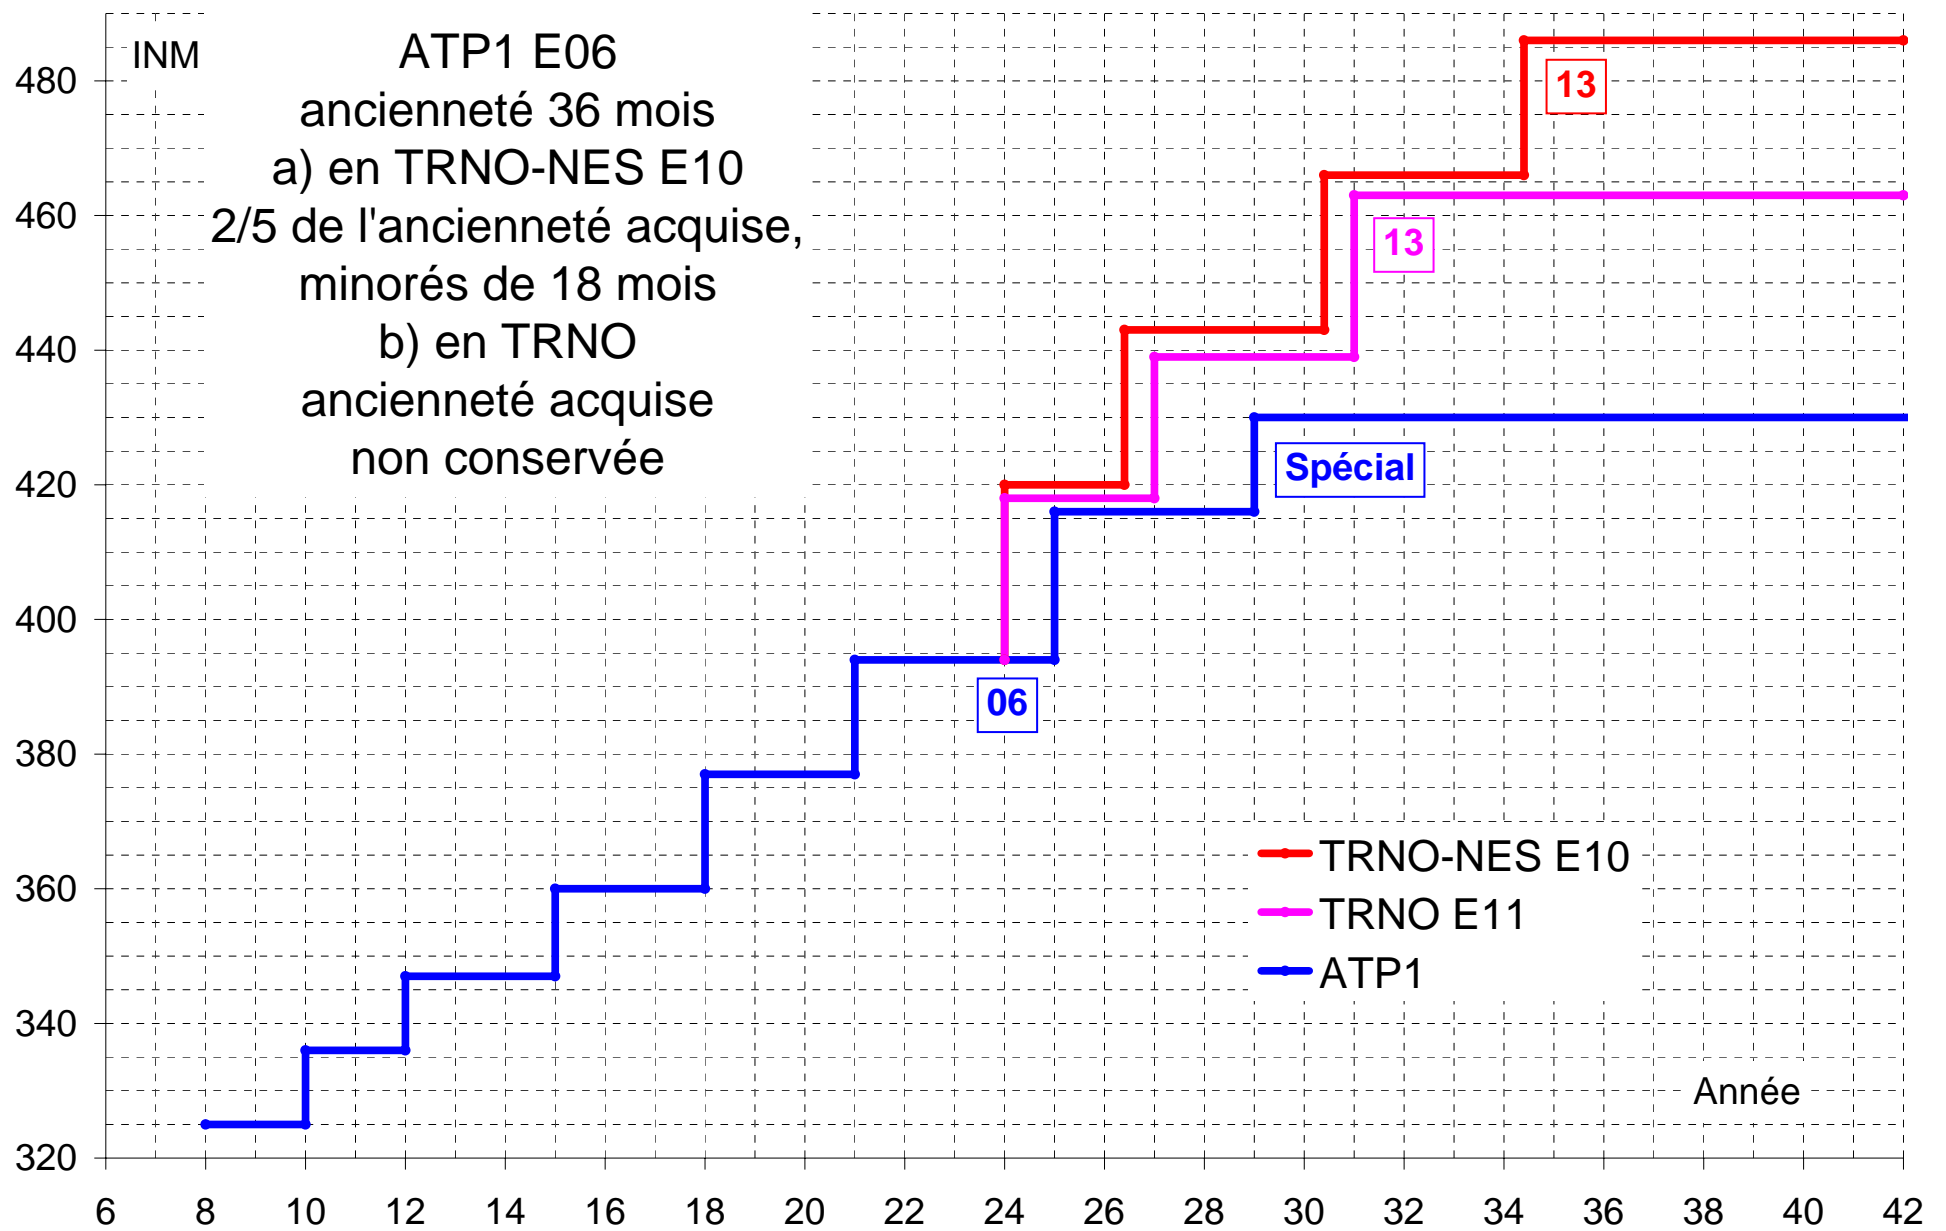 INM
ATP1 E06
ancienneté 36 mois
a) en TRNO-NES E10
2/5 de l'ancienneté acquise,
minorés de 18 mois
b) en TRNO
ancienneté acquise
non conservée
480
460
440
420
400
380
360
340
320
13
13
Spécial
06
TRNO-NES E10
TRNO E11
ATP1
Année
6 8 10 12 14 16 18 20 22 24 26 28 30 32 34 36 38 40 42